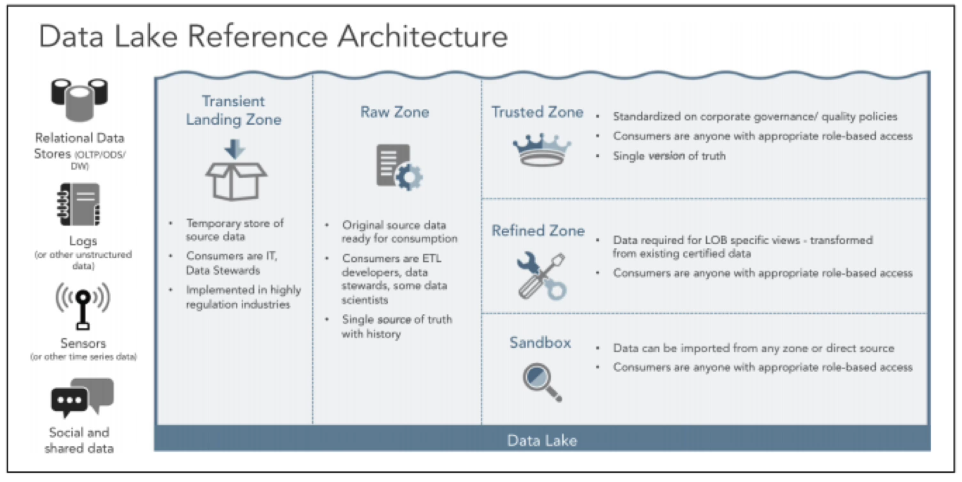 Data Lake Reference Architecture
Relational Data
Stores (OLTP/ODS/
DW)
Logs
(or other unstructured
data)
Sensors
(or other time series data)
Social and
shared data
Transient
Landing Zone
• Temporary store of
source data
• Consumers are IT,
Data Stewards
• Implemented in highly
regulation industries
Raw Zone
• Original source data
ready for consumption
• Consumers are ETL
developers, data
stewards, some data
scientists
• Single source of truth
with history
Trusted Zone
• Standardized on corporate governance/ quality policies
• Consumers are anyone with appropriate role-based access
• Single version of truth
Refined Zone
• Data required for LOB specific views - transformed
from existing certified data
• Consumers are anyone with appropriate role-based access
Sandbox
• Data can be imported from any zone or direct source
• Consumers are anyone with appropriate role-based access
Data Lake